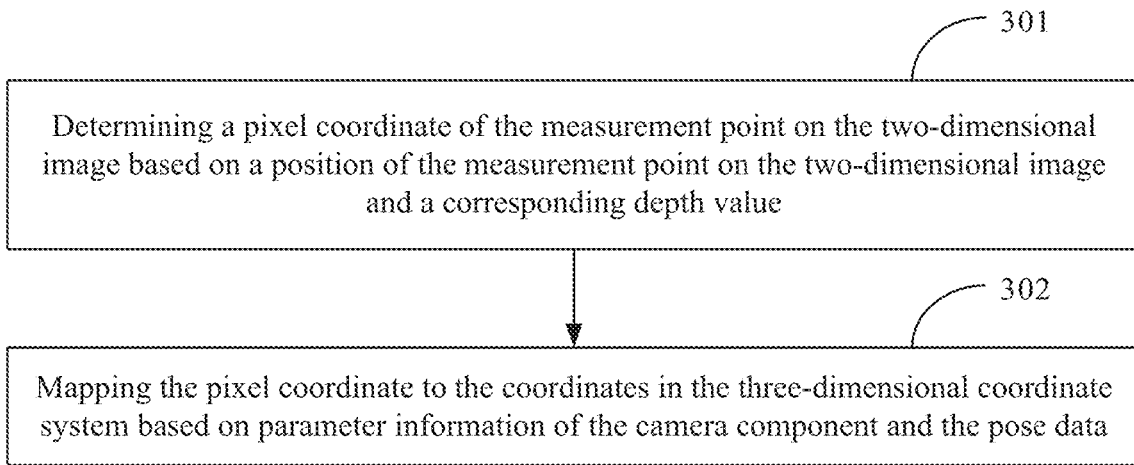 301
Determining a pixel coordinate of the measurement point on the two-dimensional
image based on a position of the measurement point on the two-dimensional image
and a corresponding depth value
302
Mapping the pixel coordinate to the coordinates in the three-dimensional coordinate
system based on parameter information of the camera component and the pose data